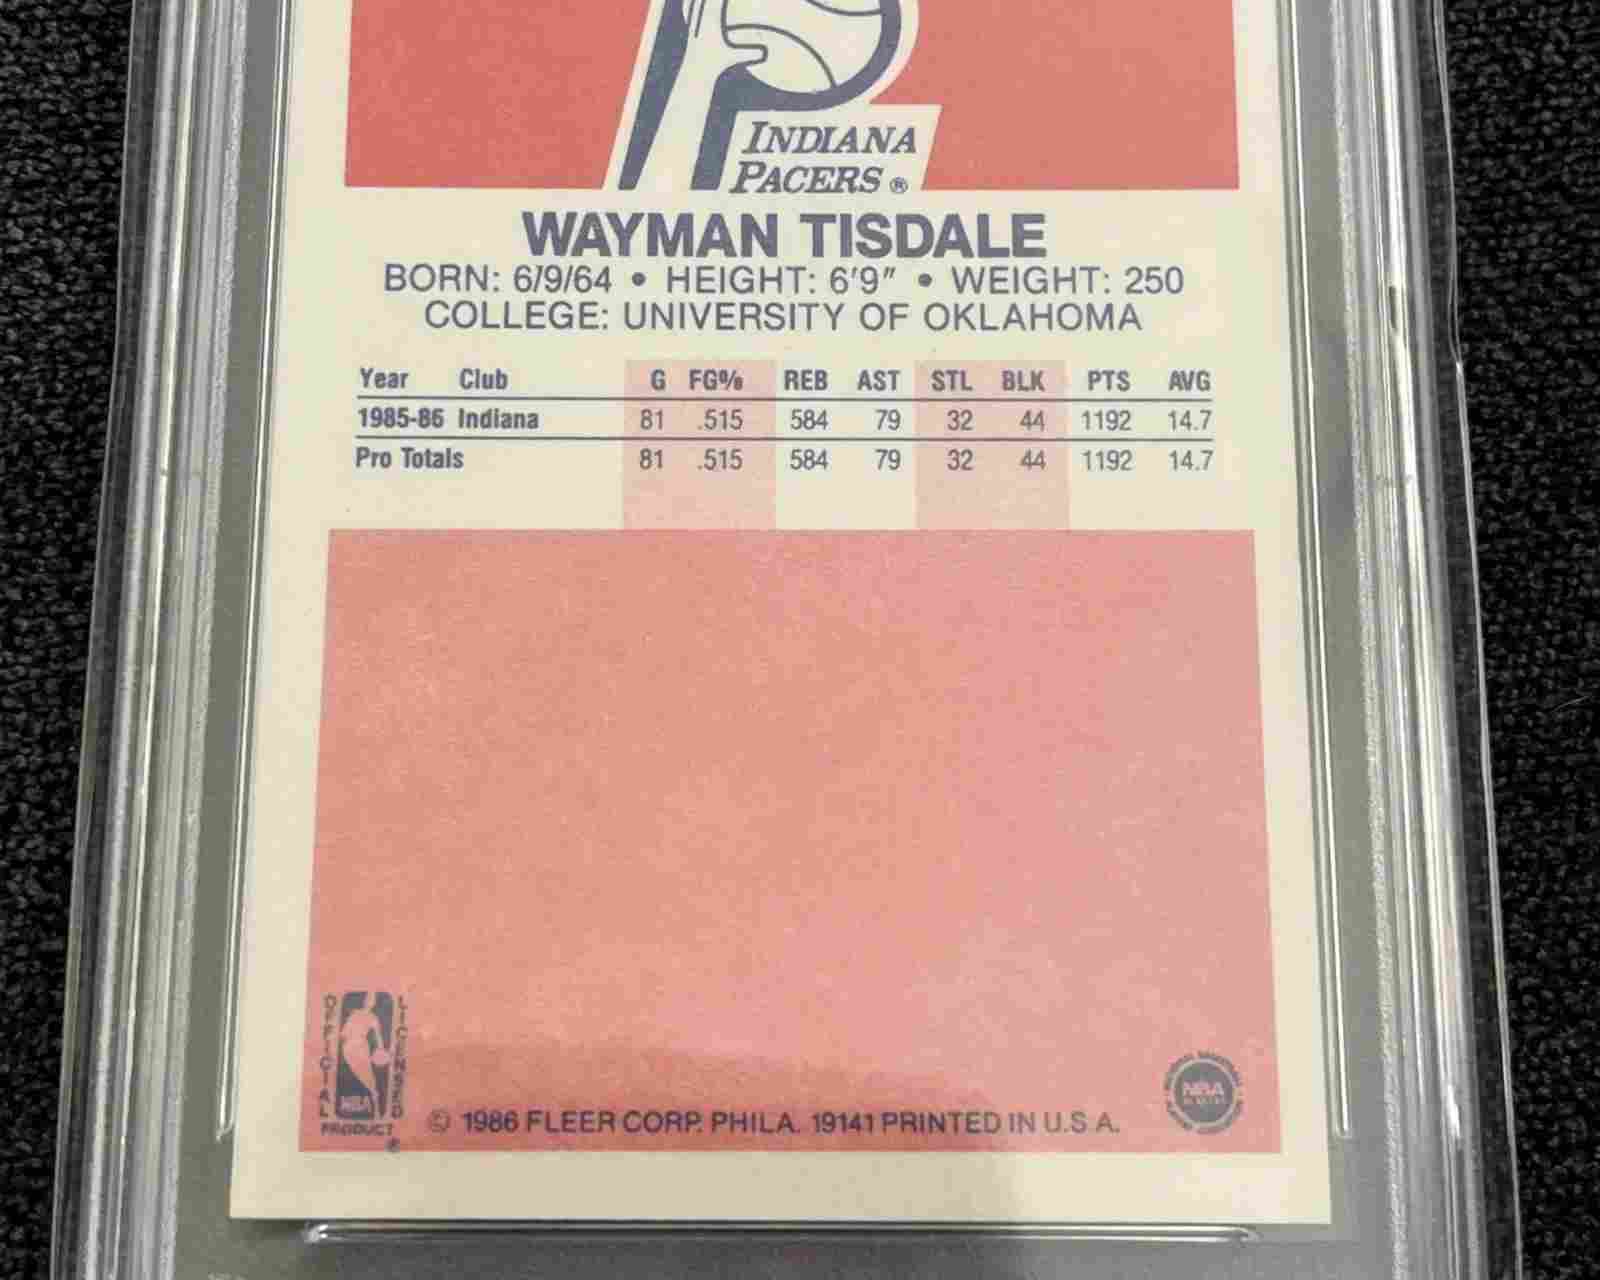 INDIANA
PACERS ®
WAYMAN TISDALE
BORN: 6/9/64 • HEIGHT: 6'9" • WEIGHT: 250
COLLEGE: UNIVERSITY OF OKLAHOMA
Year Club G FG% REB AST STL BLK PTS AVG
1985-86 Indiana 81 .515 584 79 32 44 1192 14.7
Pro Totals 81 .515 584 79 32 44 1192 14.7
OFFICIAL
NBA
LICENSED
PRODUCT
®
© 1986 FLEER CORP. PHILA. 19141 PRINTED IN U.S.A.
NBA